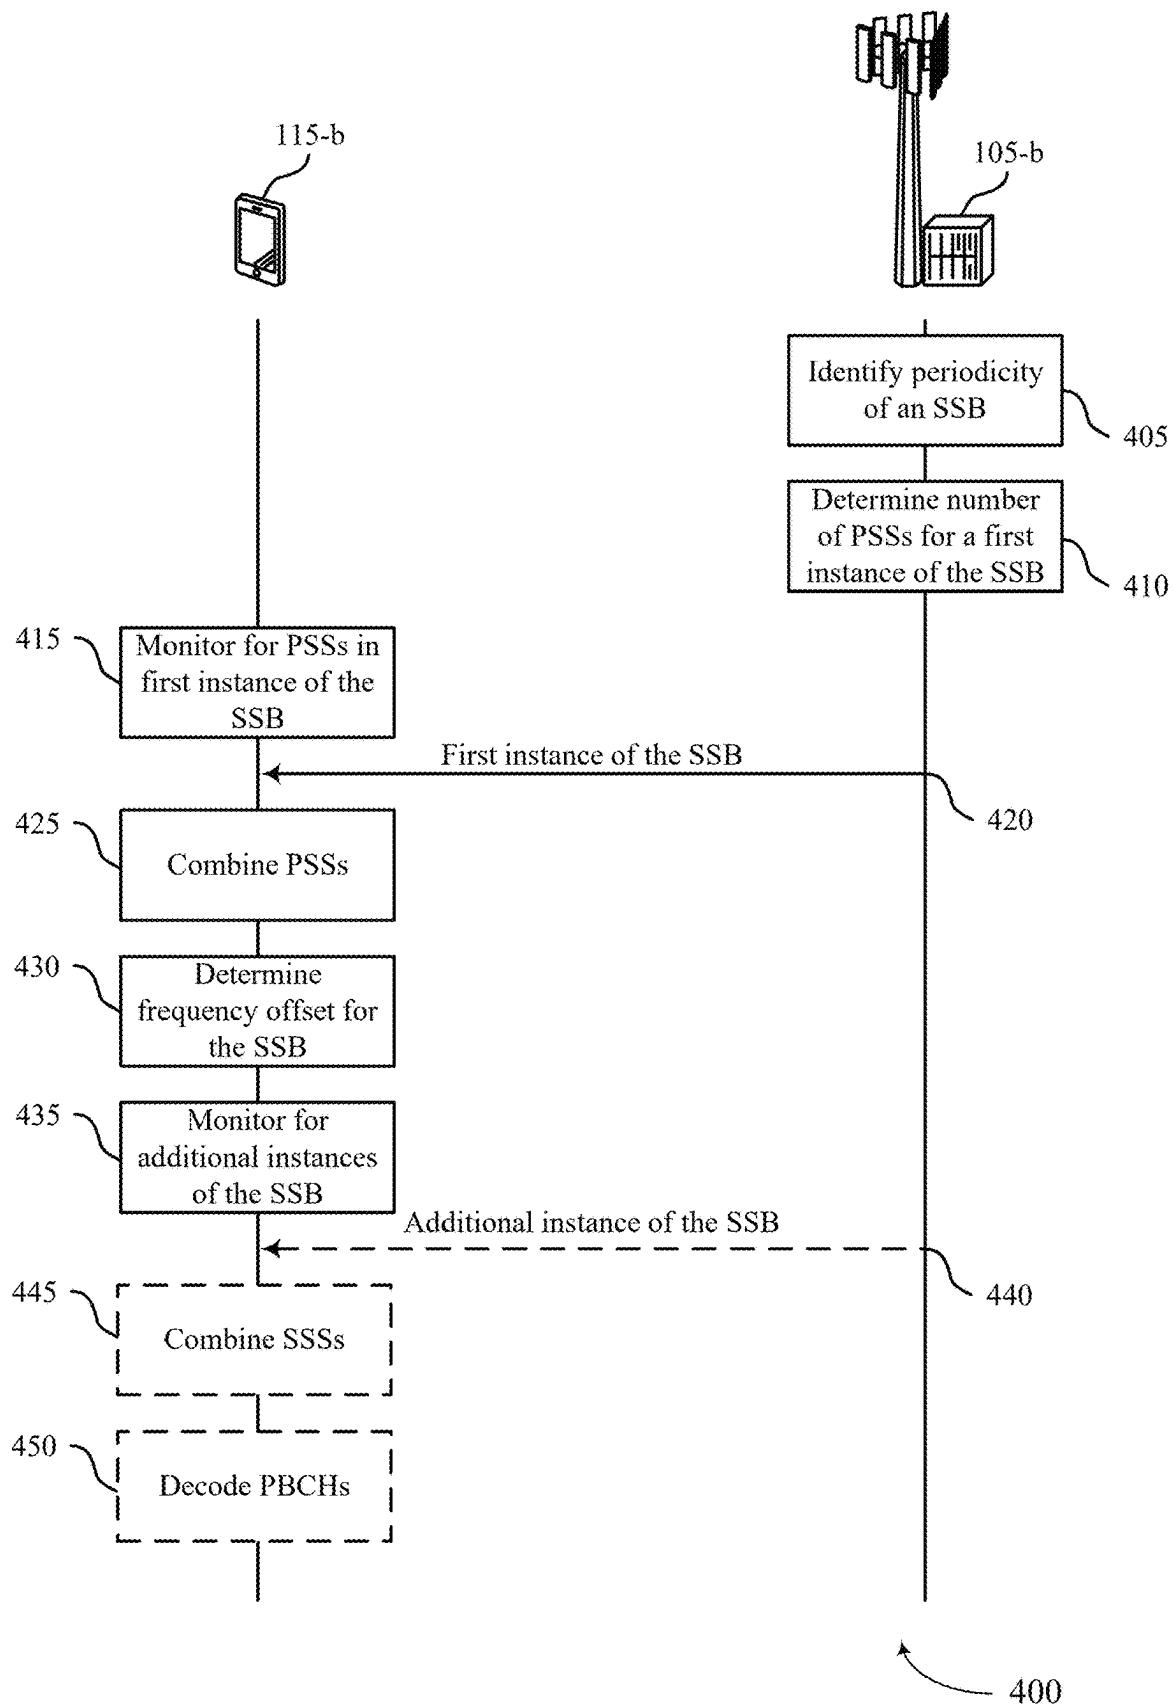 115-b
105-b
Identify periodicity
of an SSB
405
Determine number
of PSSs for a first
instance of the SSB
410
415
Monitor for PSSs in
first instance of the
SSB
First instance of the SSB
420
425
Combine PSSs
430
Determine
frequency offset for
the SSB
435
Monitor for
additional instances
of the SSB
Additional instance of the SSB
440
445
Combine SSSs
450
Decode PBCHs
400